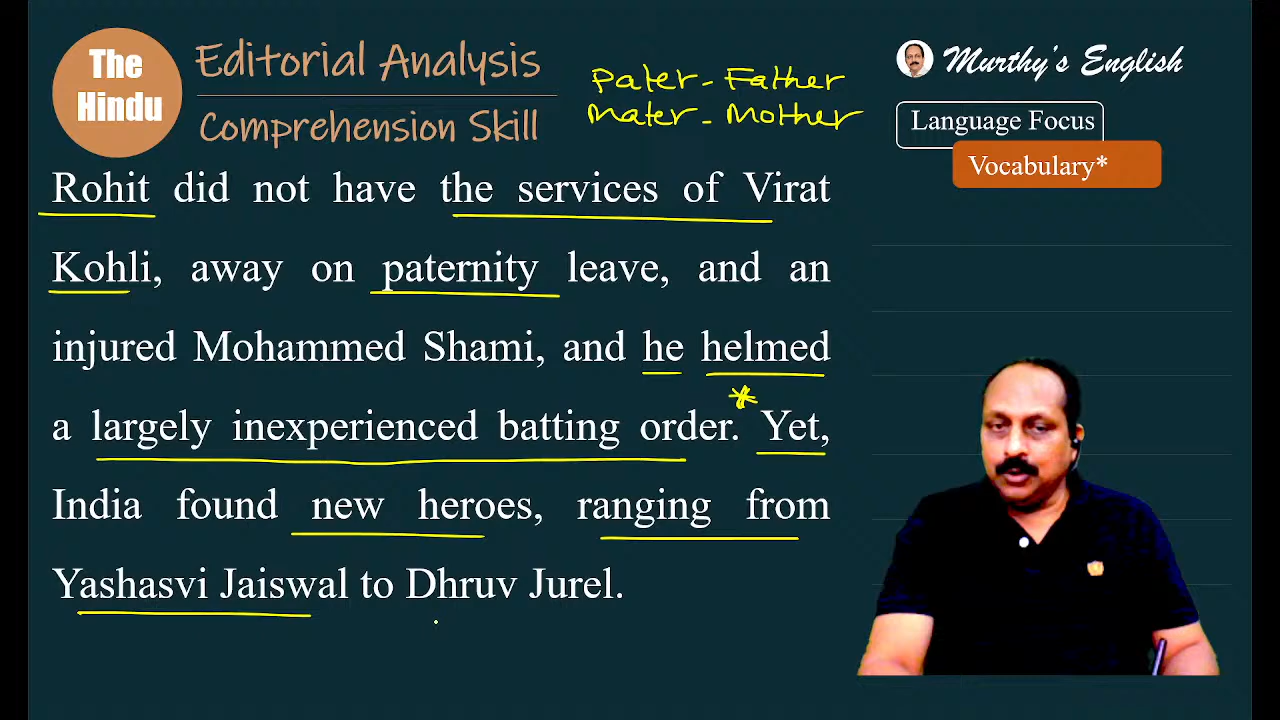 The
Hindu
Editorial Analysis
Comprehension Skill
Pater - Father
Mater - Mother
Murthy's English
Language Focus
Vocabulary*
Rohit did not have the services of Virat
Kohli, away on paternity leave, and an
injured Mohammed Shami, and he helmed
a largely inexperienced batting order.* Yet,
India found new heroes, ranging from
Yashasvi Jaiswal to Dhruv Jurel.